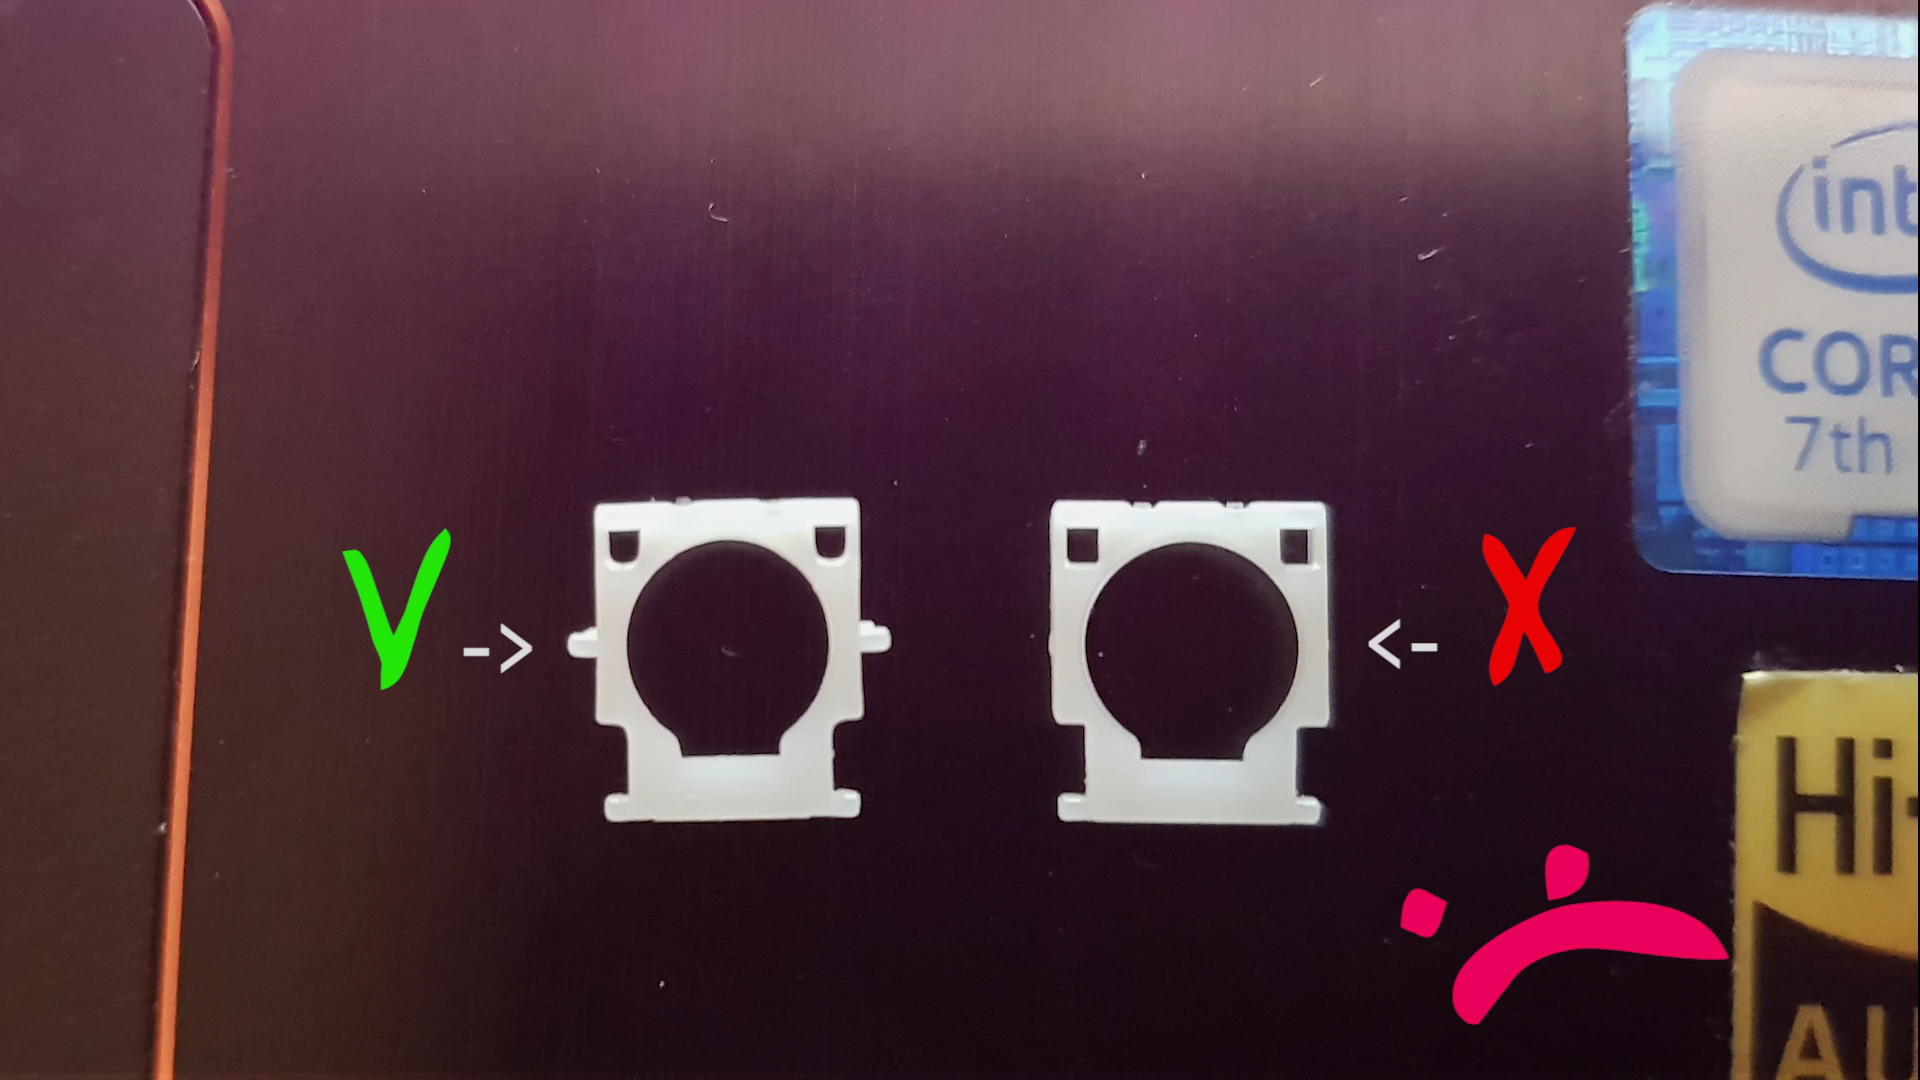 int
COR
7th
V -> <- X
Hi-
AU